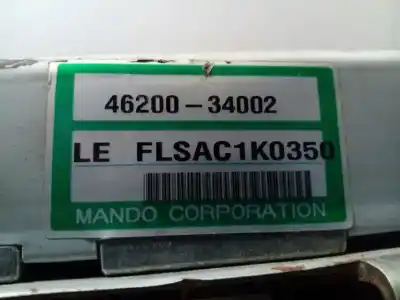 46200-34002
LE FLSAC1K0350
MANDO CORPORATION